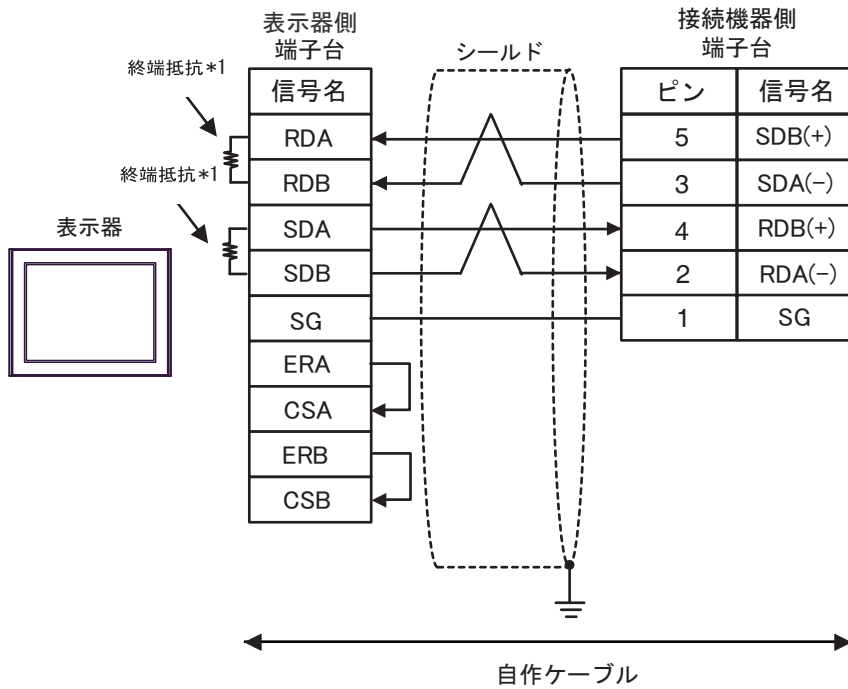 表示器側
端子台
接続機器側
端子台
シールド
終端抵抗*1
終端抵抗*1
表示器
信号名
RDA
RDB
SDA
SDB
SG
ERA
CSA
ERB
CSB
ピン 信号名
5 SDB(+)
3 SDA(-)
4 RDB(+)
2 RDA(-)
1 SG
自作ケーブル